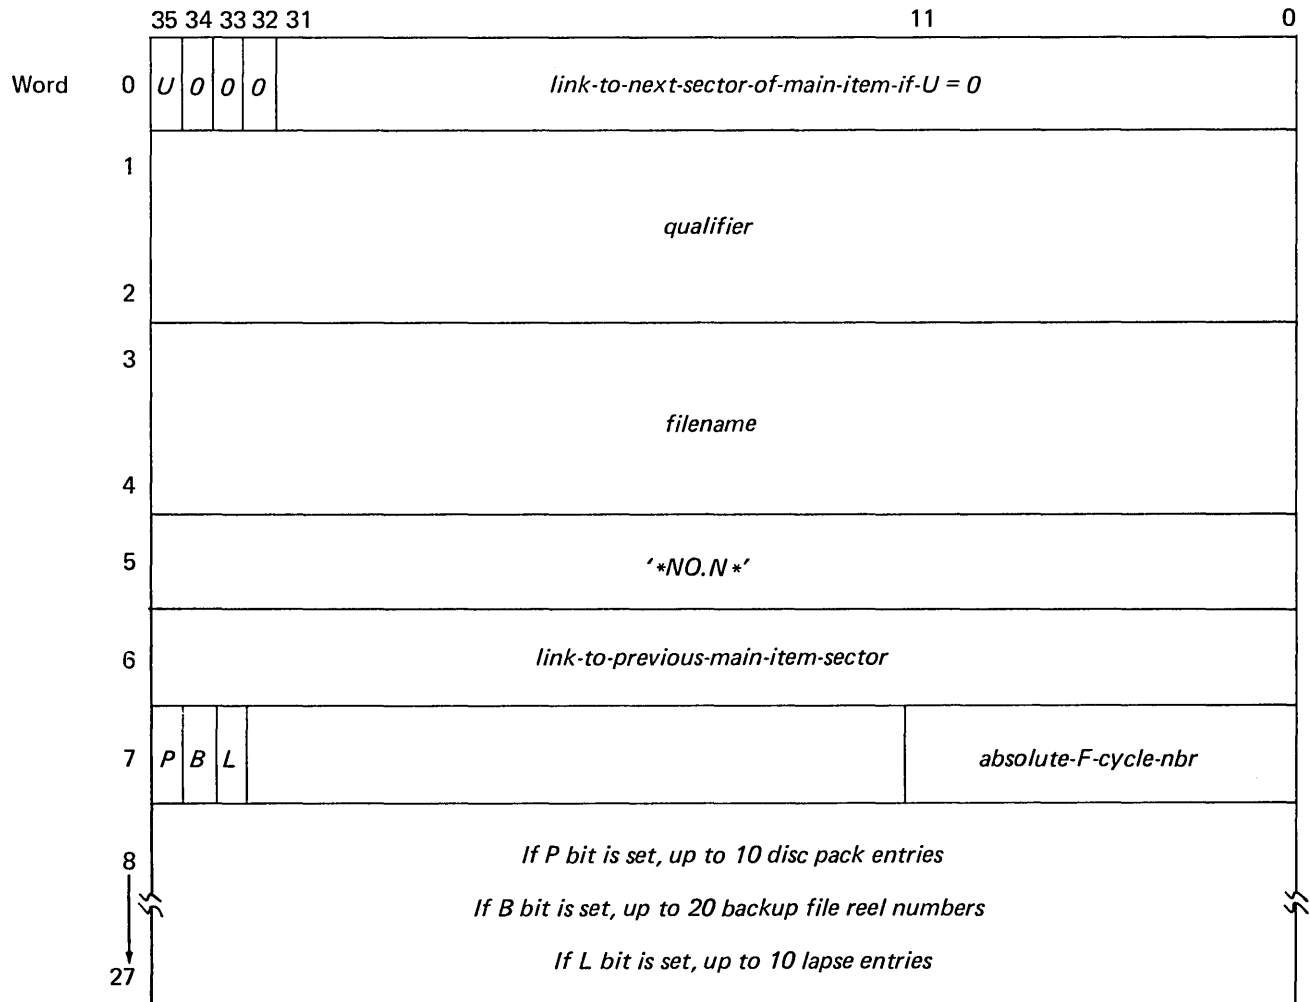 35 34 33 32 31 11 0
Word 0 U 0 0 0 link-to-next-sector-of-main-item-if-U = 0
1
qualifier
2
3
filename
4
5 '*NO.N*'
6 link-to-previous-main-item-sector
7 P B L absolute-F-cycle-nbr
8 If P bit is set, up to 10 disc pack entries
If B bit is set, up to 20 backup file reel numbers
If L bit is set, up to 10 lapse entries
27